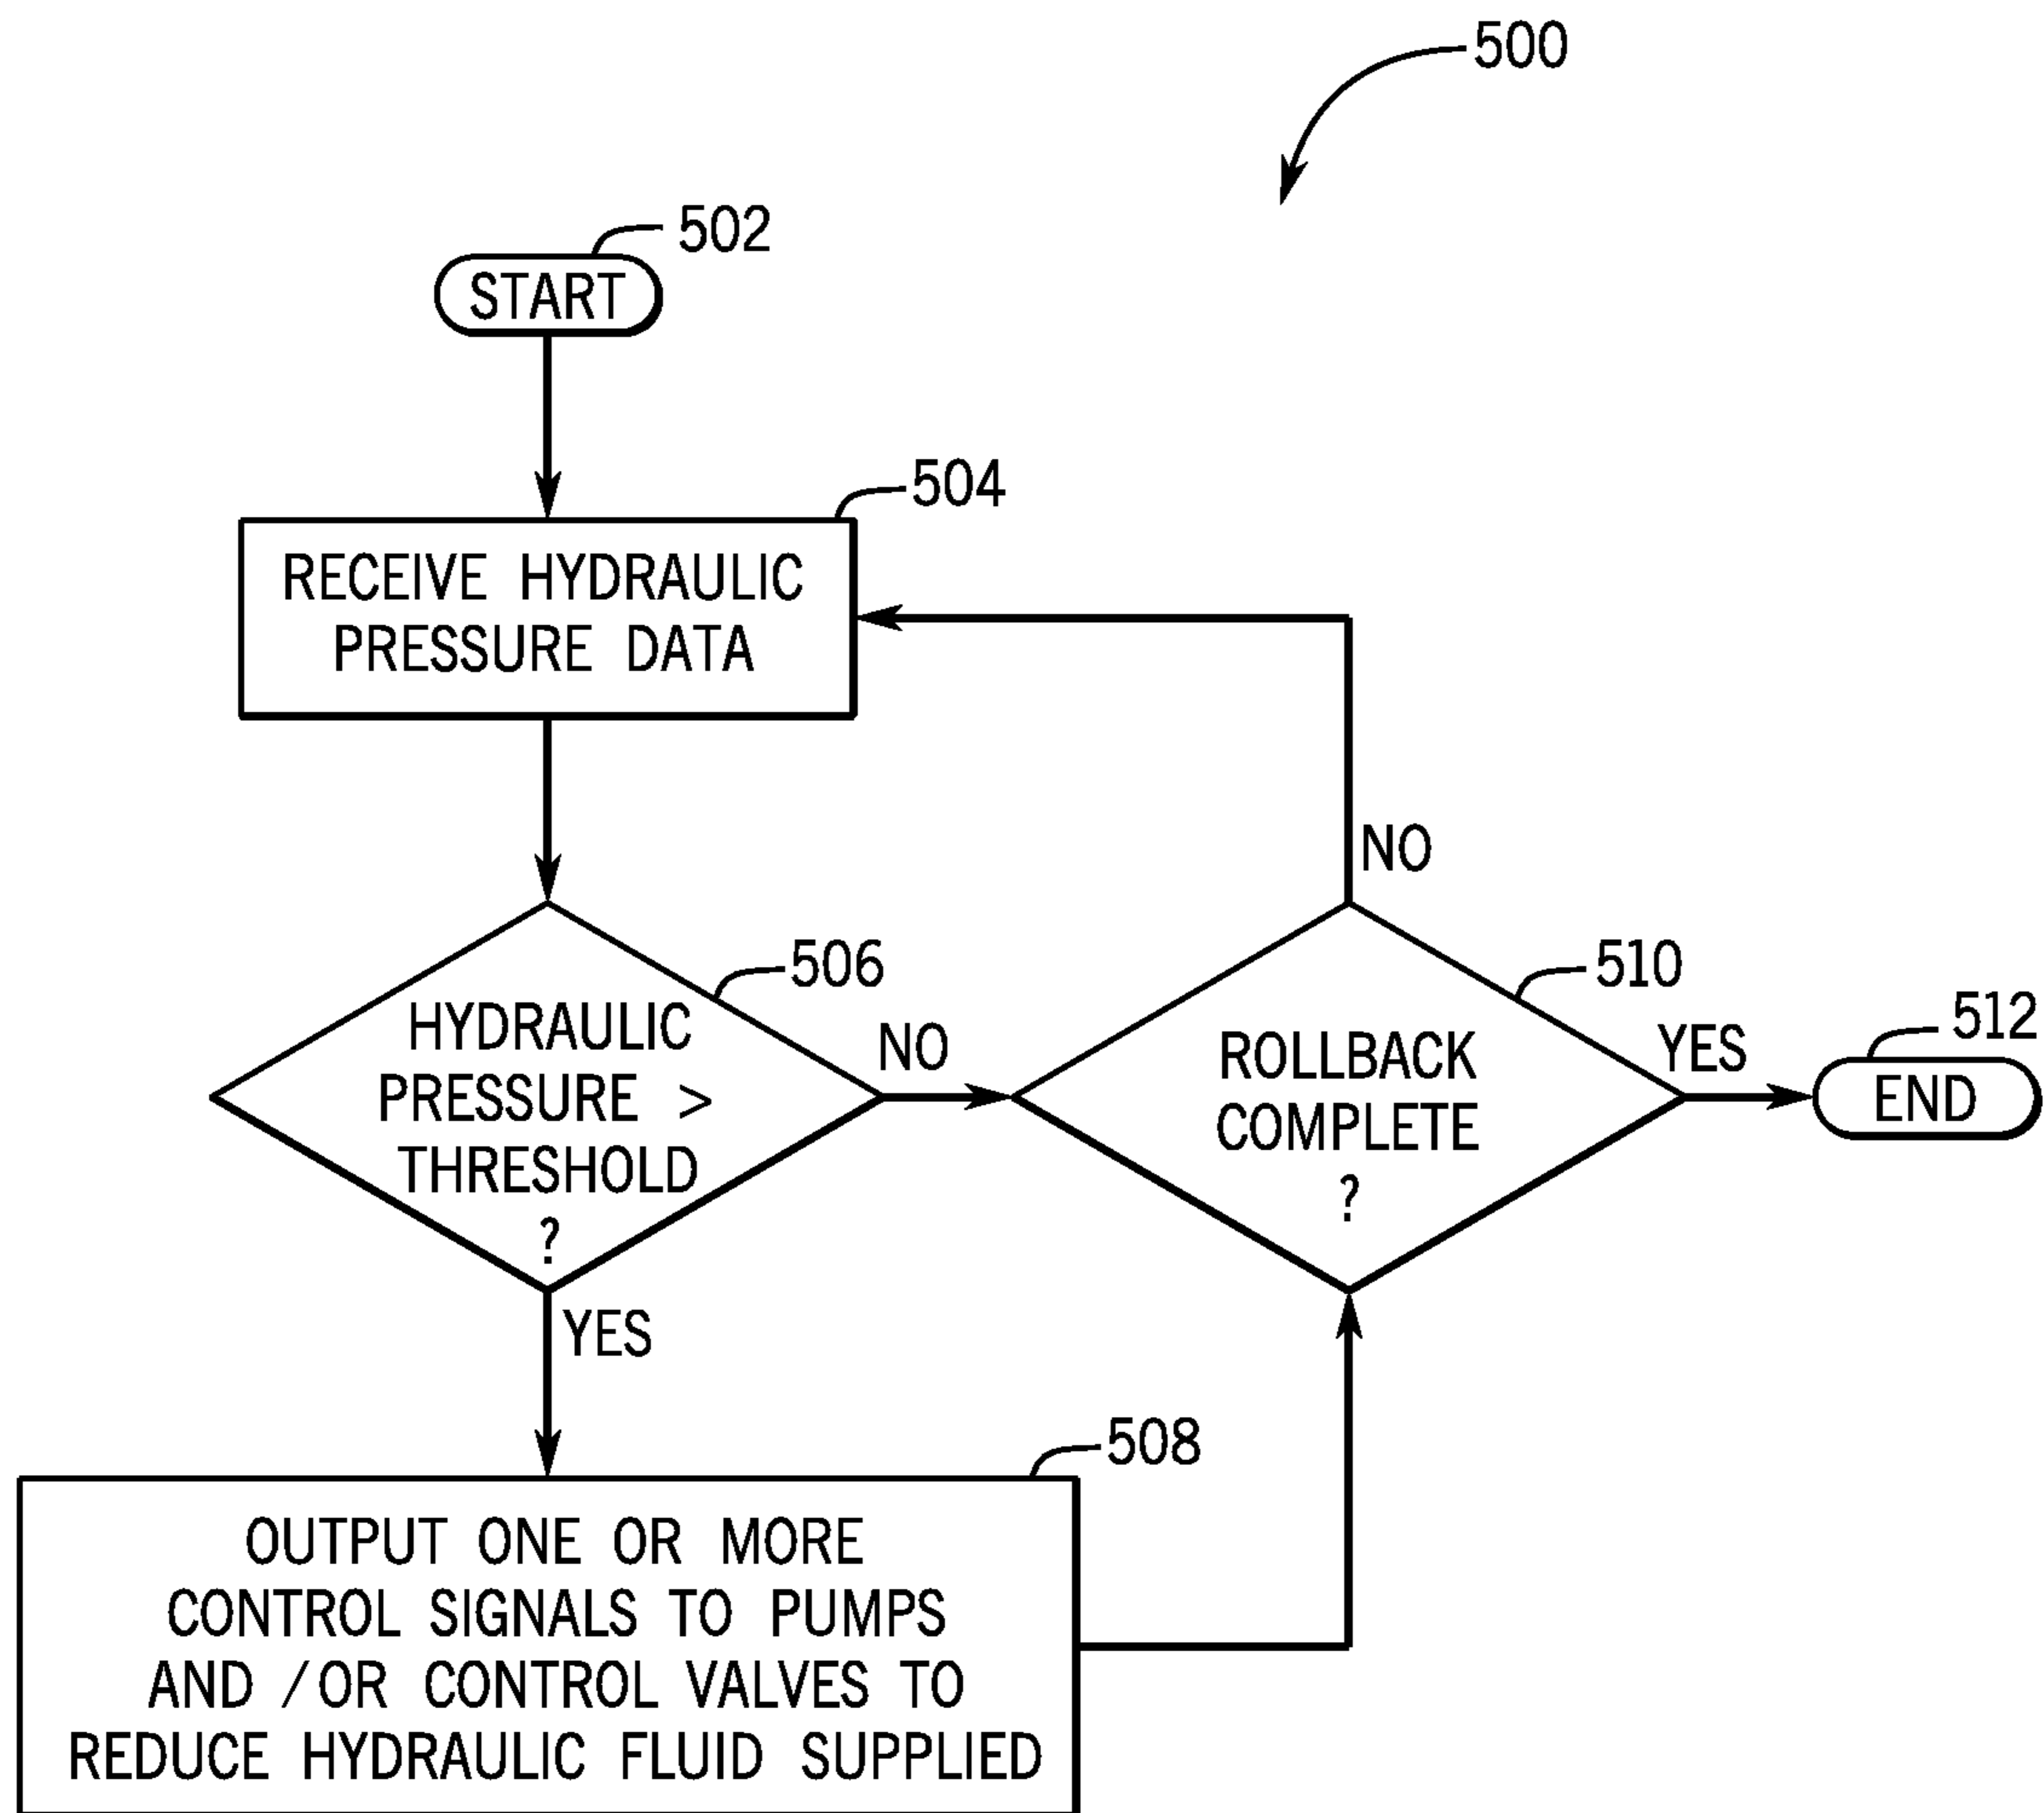 500
502
START
504
RECEIVE HYDRAULIC
PRESSURE DATA
NO
506
HYDRAULIC
PRESSURE >
THRESHOLD
?
NO
YES
510
ROLLBACK
COMPLETE
?
YES
512
END
508
OUTPUT ONE OR MORE
CONTROL SIGNALS TO PUMPS
AND /OR CONTROL VALVES TO
REDUCE HYDRAULIC FLUID SUPPLIED